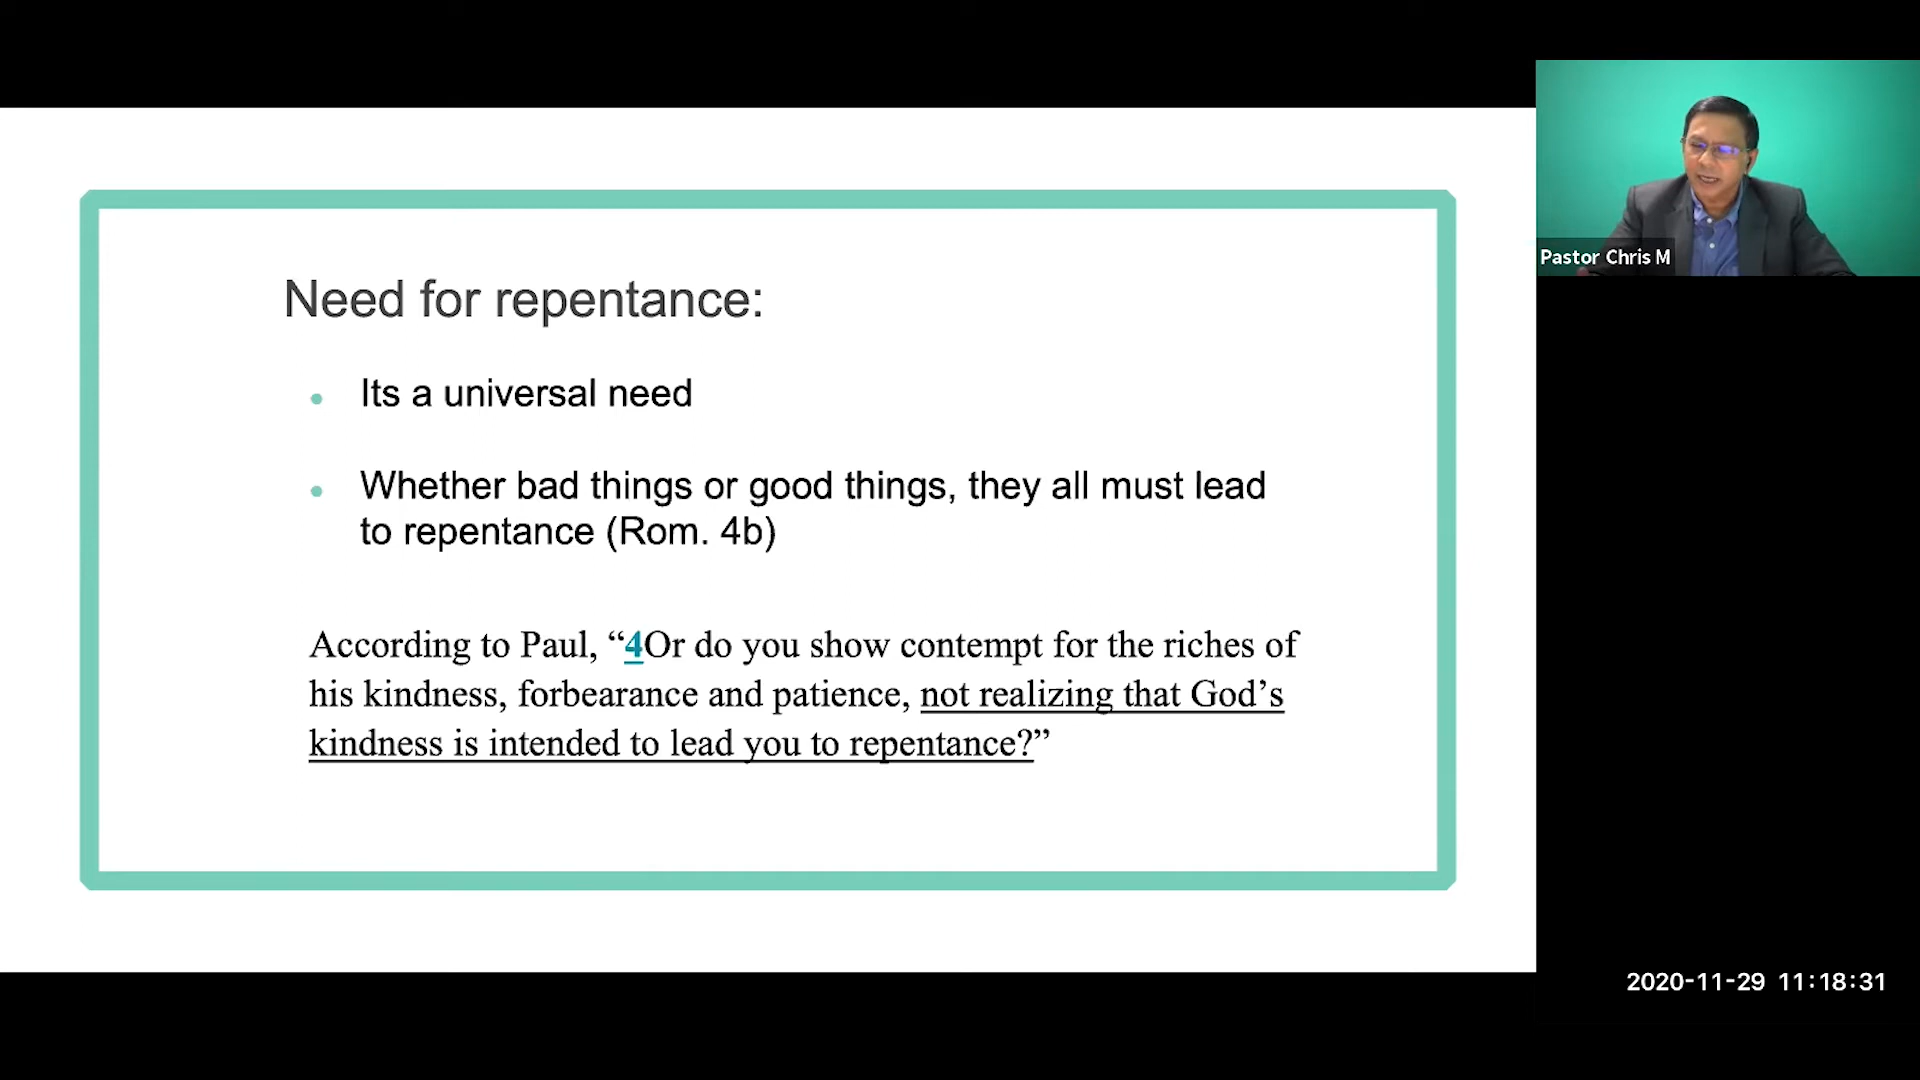 Need for repentance:
Its a universal need
Whether bad things or good things, they all must lead
to repentance (Rom. 4b)
According to Paul, “4Or do you show contempt for the riches of
his kindness, forbearance and patience, not realizing that God’s
kindness is intended to lead you to repentance?”
Pastor Chris M
2020-11-29 11:18:31